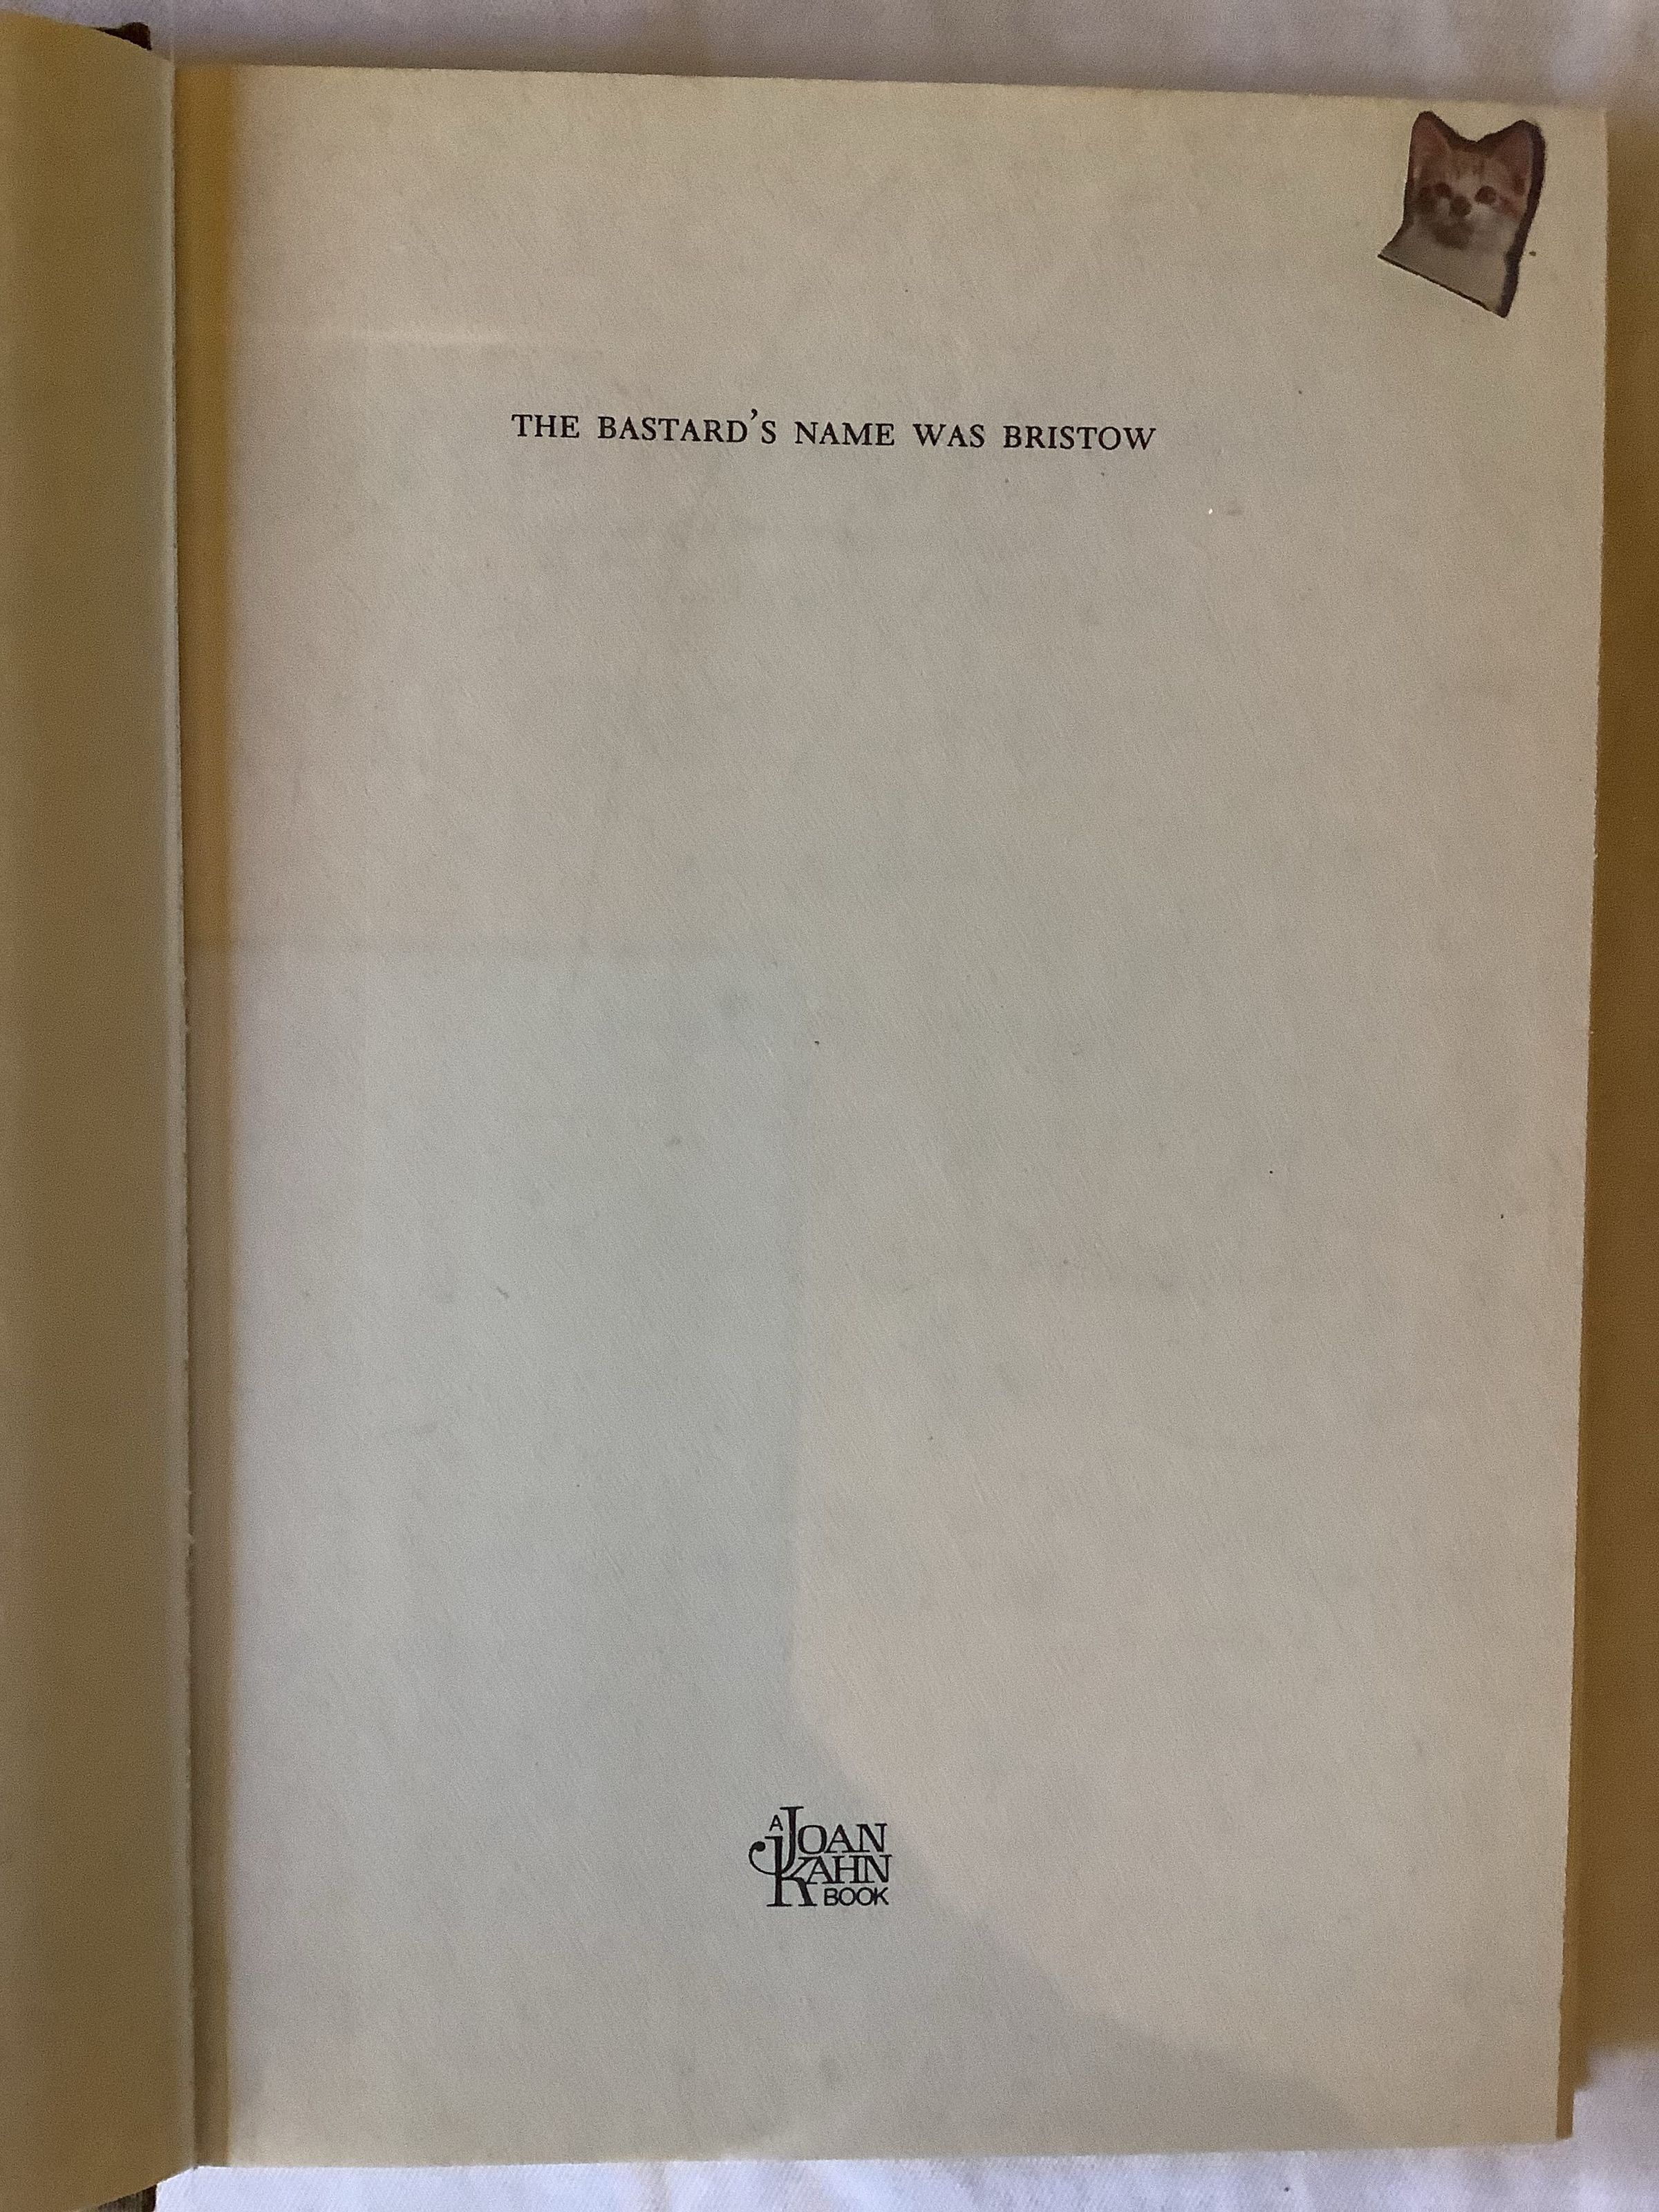 THE BASTARD'S NAME WAS BRISTOW
A JOAN
KAHN
BOOK